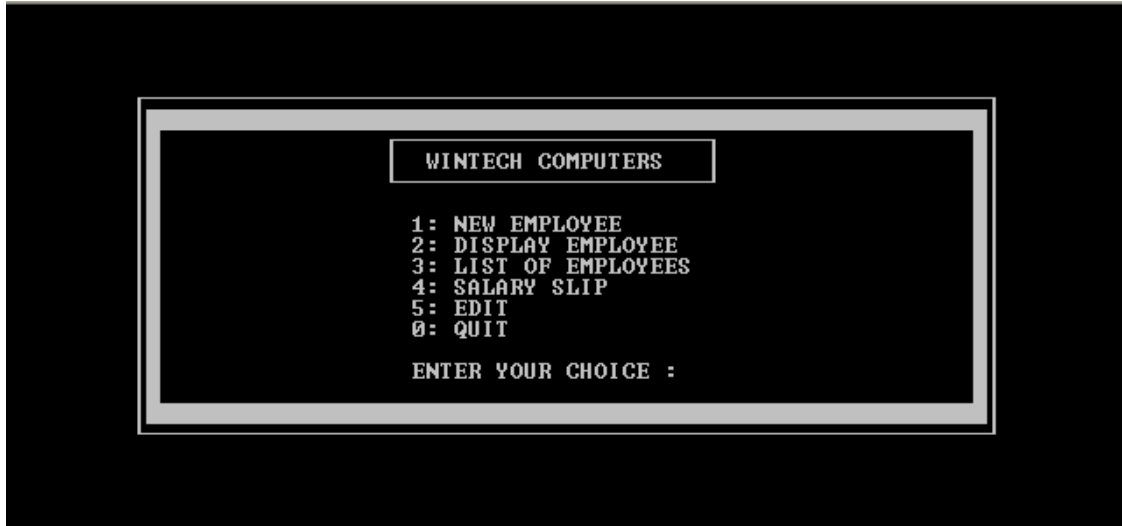 WINTECH COMPUTERS
1: NEW EMPLOYEE
2: DISPLAY EMPLOYEE
3: LIST OF EMPLOYEES
4: SALARY SLIP
5: EDIT
0: QUIT
ENTER YOUR CHOICE :